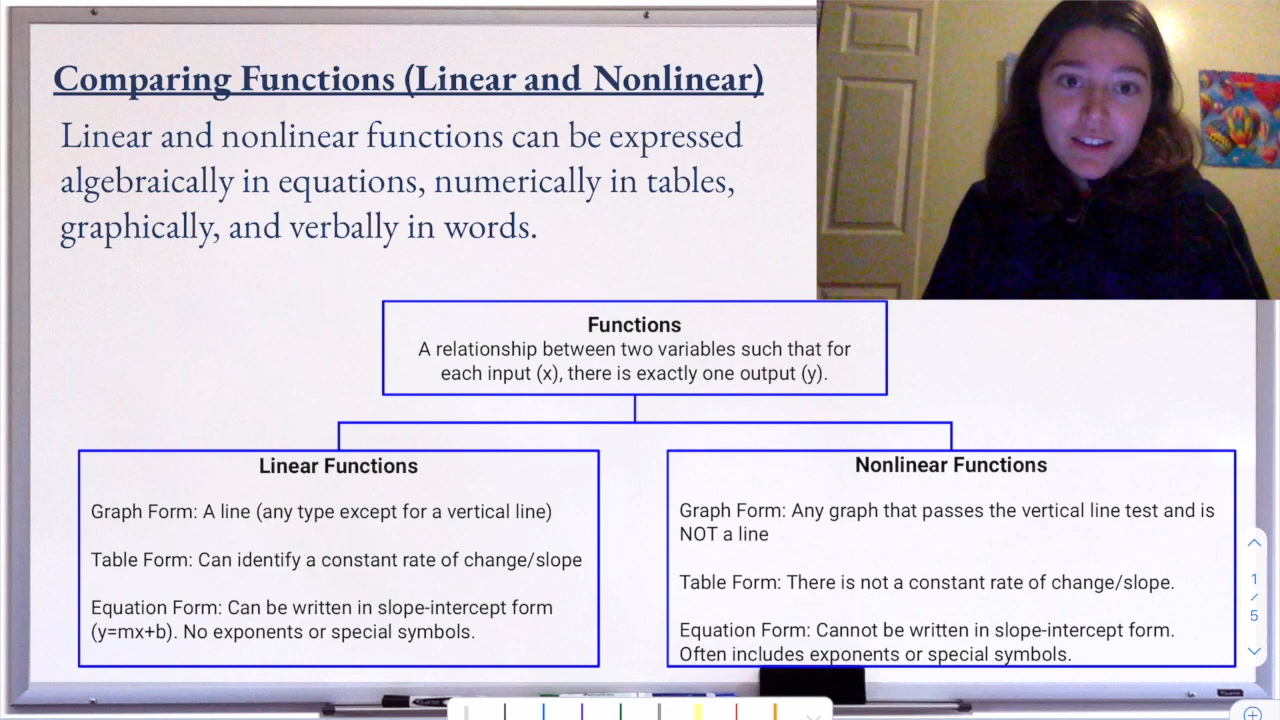 Comparing Functions (Linear and Nonlinear)
Linear and nonlinear functions can be expressed
algebraically in equations, numerically in tables,
graphically, and verbally in words.
Functions
A relationship between two variables such that for
each input (x), there is exactly one output (y).
Linear Functions
Graph Form: A line (any type except for a vertical line)
Table Form: Can identify a constant rate of change/slope
Equation Form: Can be written in slope-intercept form
(y=mx+b). No exponents or special symbols.
Nonlinear Functions
Graph Form: Any graph that passes the vertical line test and is
NOT a line
Table Form: There is not a constant rate of change/slope.
Equation Form: Cannot be written in slope-intercept form.
Often includes exponents or special symbols.
1
/
5